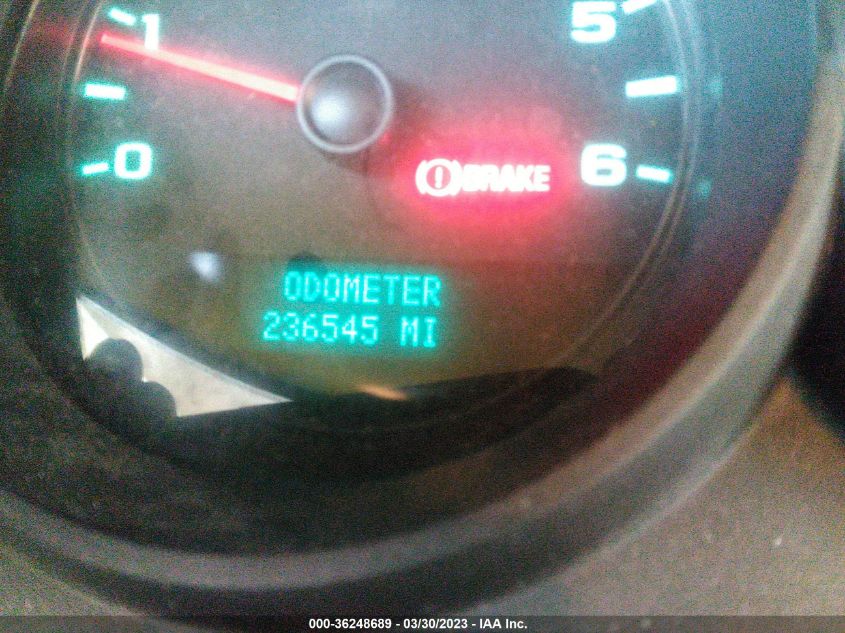 1
5
0
6
(!) BRAKE
ODOMETER
236545 MI
000-36248689 - 03/30/2023 - IAA Inc.